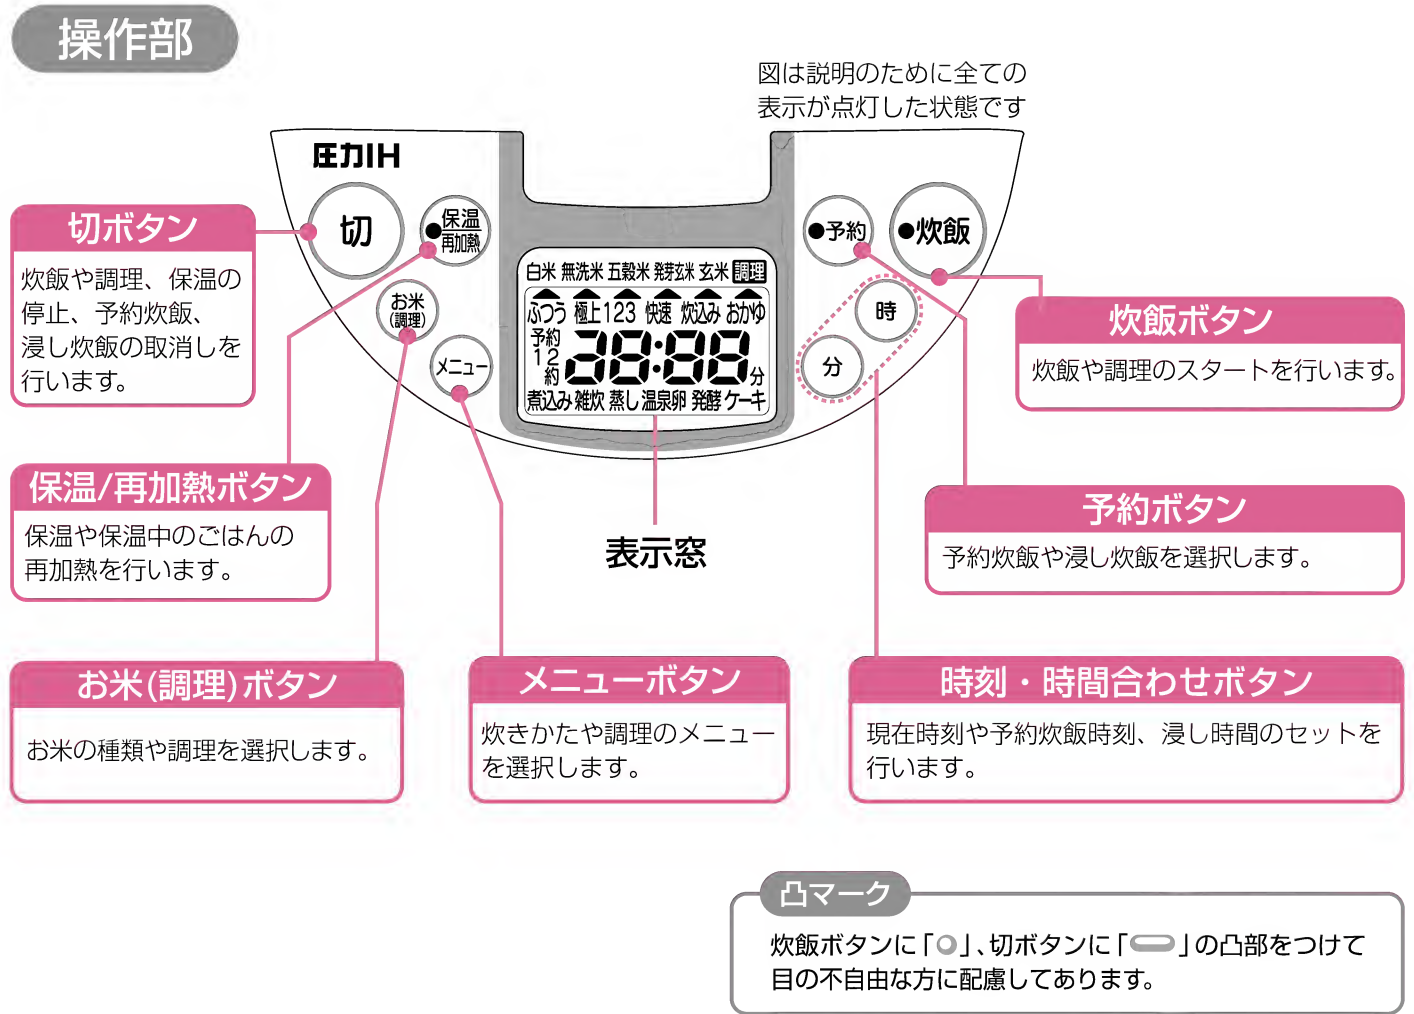 操作部
図は説明のために全ての
表示が点灯した状態です
圧力IH
切
●保温
再加熱
お米
(調理)
メニュー
白米 無洗米 五穀米 発芽玄米 玄米 調理
ふつう 極上123 快速 炊込み おかゆ
予約
12
約
28:88
分
煮込み 雑炊 蒸し 温泉卵 発酵 ケーキ
●予約
●炊飯
時
分
切ボタン
炊飯や調理、保温の
停止、予約炊飯、
浸し炊飯の取消しを
行います。
炊飯ボタン
炊飯や調理のスタートを行います。
保温/再加熱ボタン
保温や保温中のごはんの
再加熱を行います。
表示窓
予約ボタン
予約炊飯や浸し炊飯を選択します。
お米(調理)ボタン
お米の種類や調理を選択します。
メニューボタン
炊きかたや調理のメニュー
を選択します。
時刻・時間合わせボタン
現在時刻や予約炊飯時刻、浸し時間のセットを
行います。
凸マーク
炊飯ボタンに「○」、切ボタンに「⊂⊃」の凸部をつけて
目の不自由な方に配慮してあります。